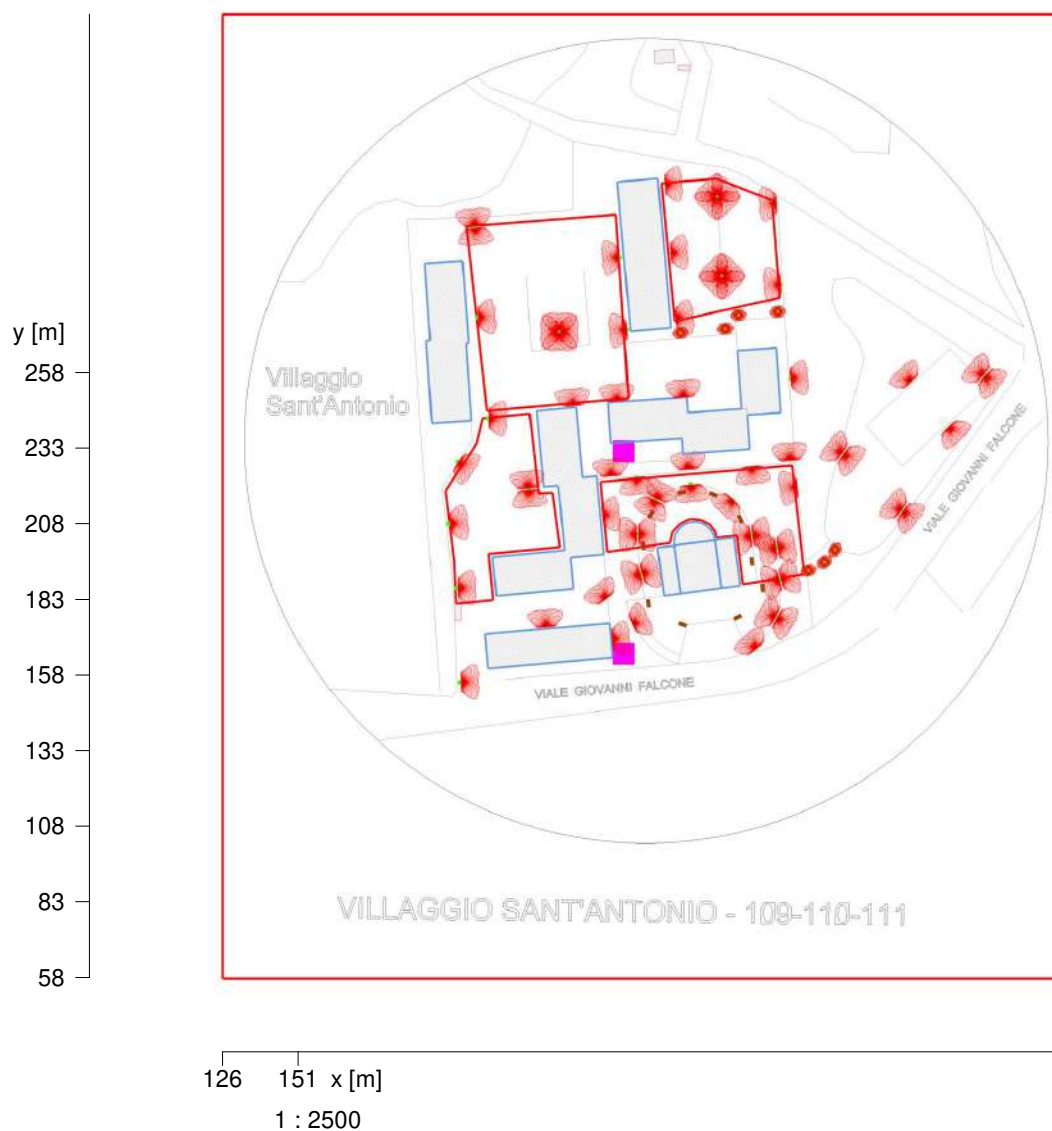 y [m]
258
233
208
183
158
133
108
83
58
Villaggio
Sant'Antonio
VIALE GIOVANNI FALCONE
VIALE GIOVANNI FALCONE
VILLAGGIO SANT'ANTONIO - 109-110-111
126 151 x [m]
1 : 2500